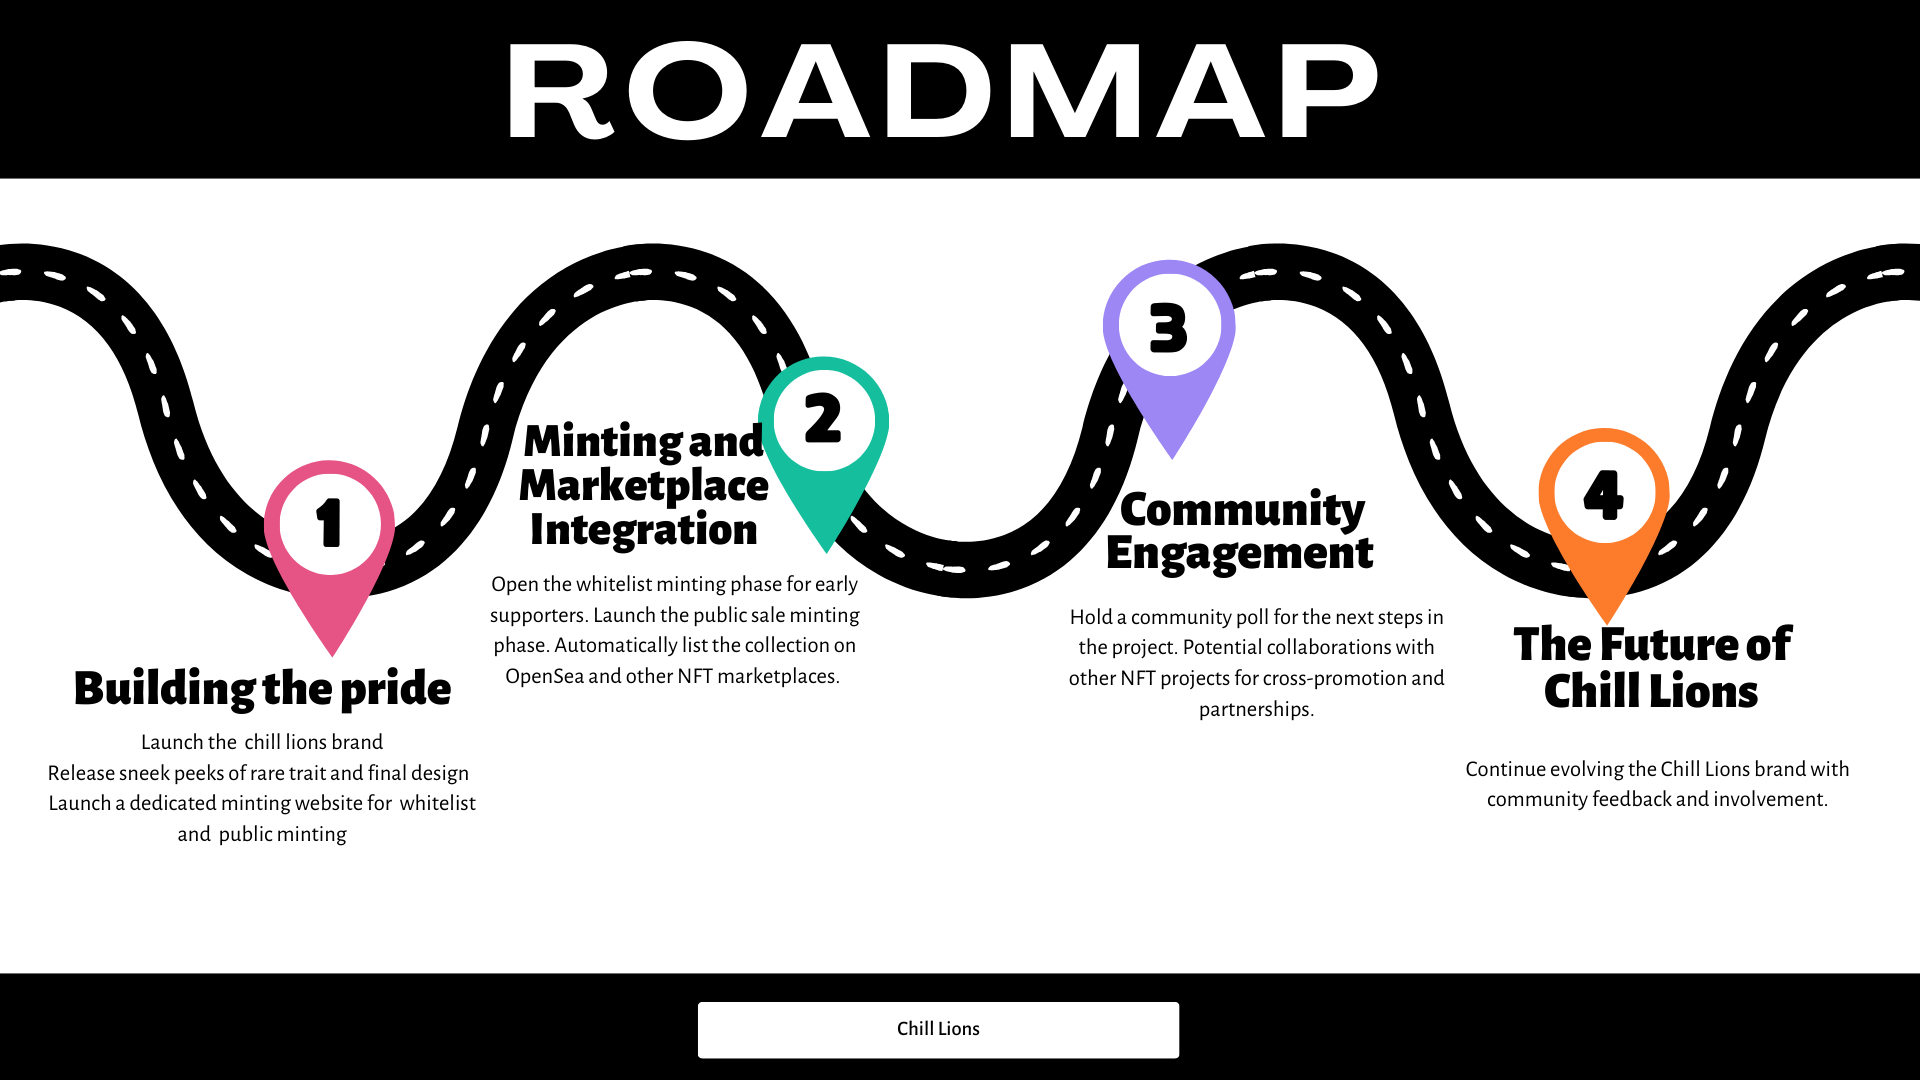 ROADMAP
1
Building the pride
Launch the chill lions brand
Release sneek peeks of rare trait and final design
Launch a dedicated minting website for whitelist
and public minting
2
Minting and
Marketplace
Integration
Open the whitelist minting phase for early
supporters. Launch the public sale minting
phase. Automatically list the collection on
OpenSea and other NFT marketplaces.
3
Community
Engagement
Hold a community poll for the next steps in
the project. Potential collaborations with
other NFT projects for cross-promotion and
partnerships.
4
The Future of
Chill Lions
Continue evolving the Chill Lions brand with
community feedback and involvement.
Chill Lions